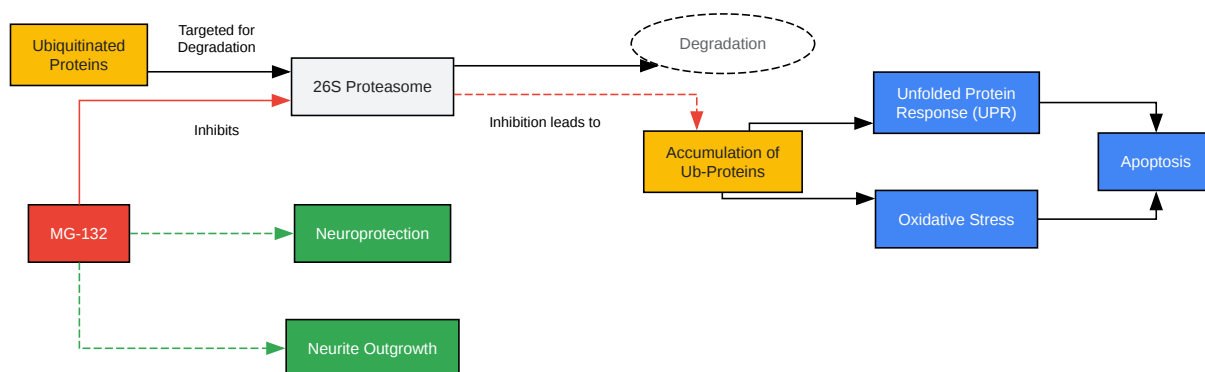 Ubiquitinated
Proteins
Targeted for
Degradation
26S Proteasome
Degradation
Inhibits
Inhibition leads to
Accumulation of
Ub-Proteins
Unfolded Protein
Response (UPR)
Apoptosis
Oxidative Stress
MG-132
Neuroprotection
Neurite Outgrowth